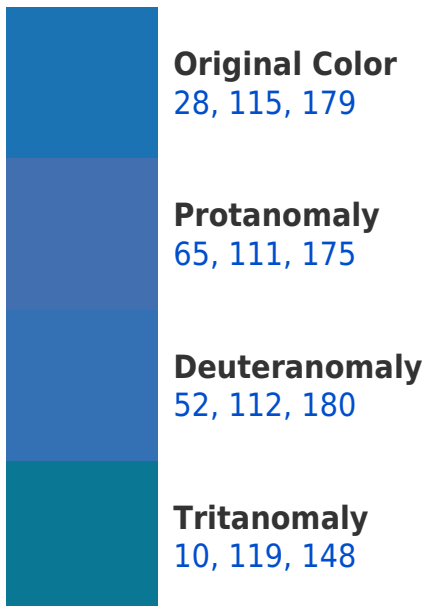 Original Color
28, 115, 179
Protanomaly
65, 111, 175
Deuteranomaly
52, 112, 180
Tritanomaly
10, 119, 148